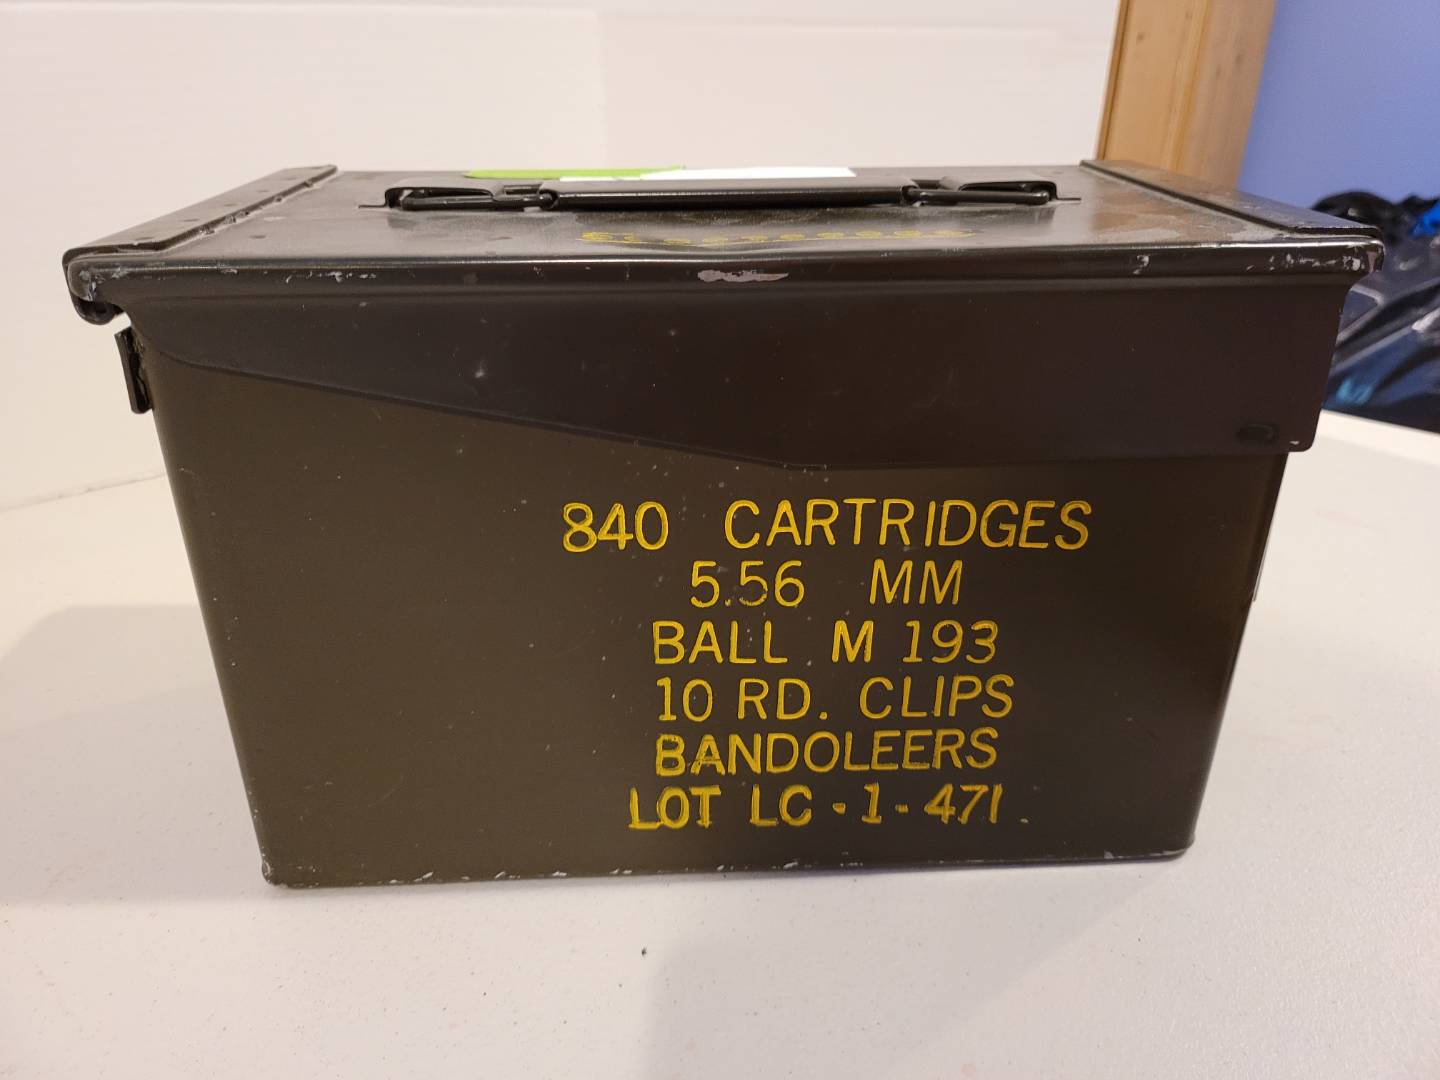 840 CARTRIDGES
5.56 MM
BALL M 193
10 RD. CLIPS
BANDOLEERS
LOT LC-1-471